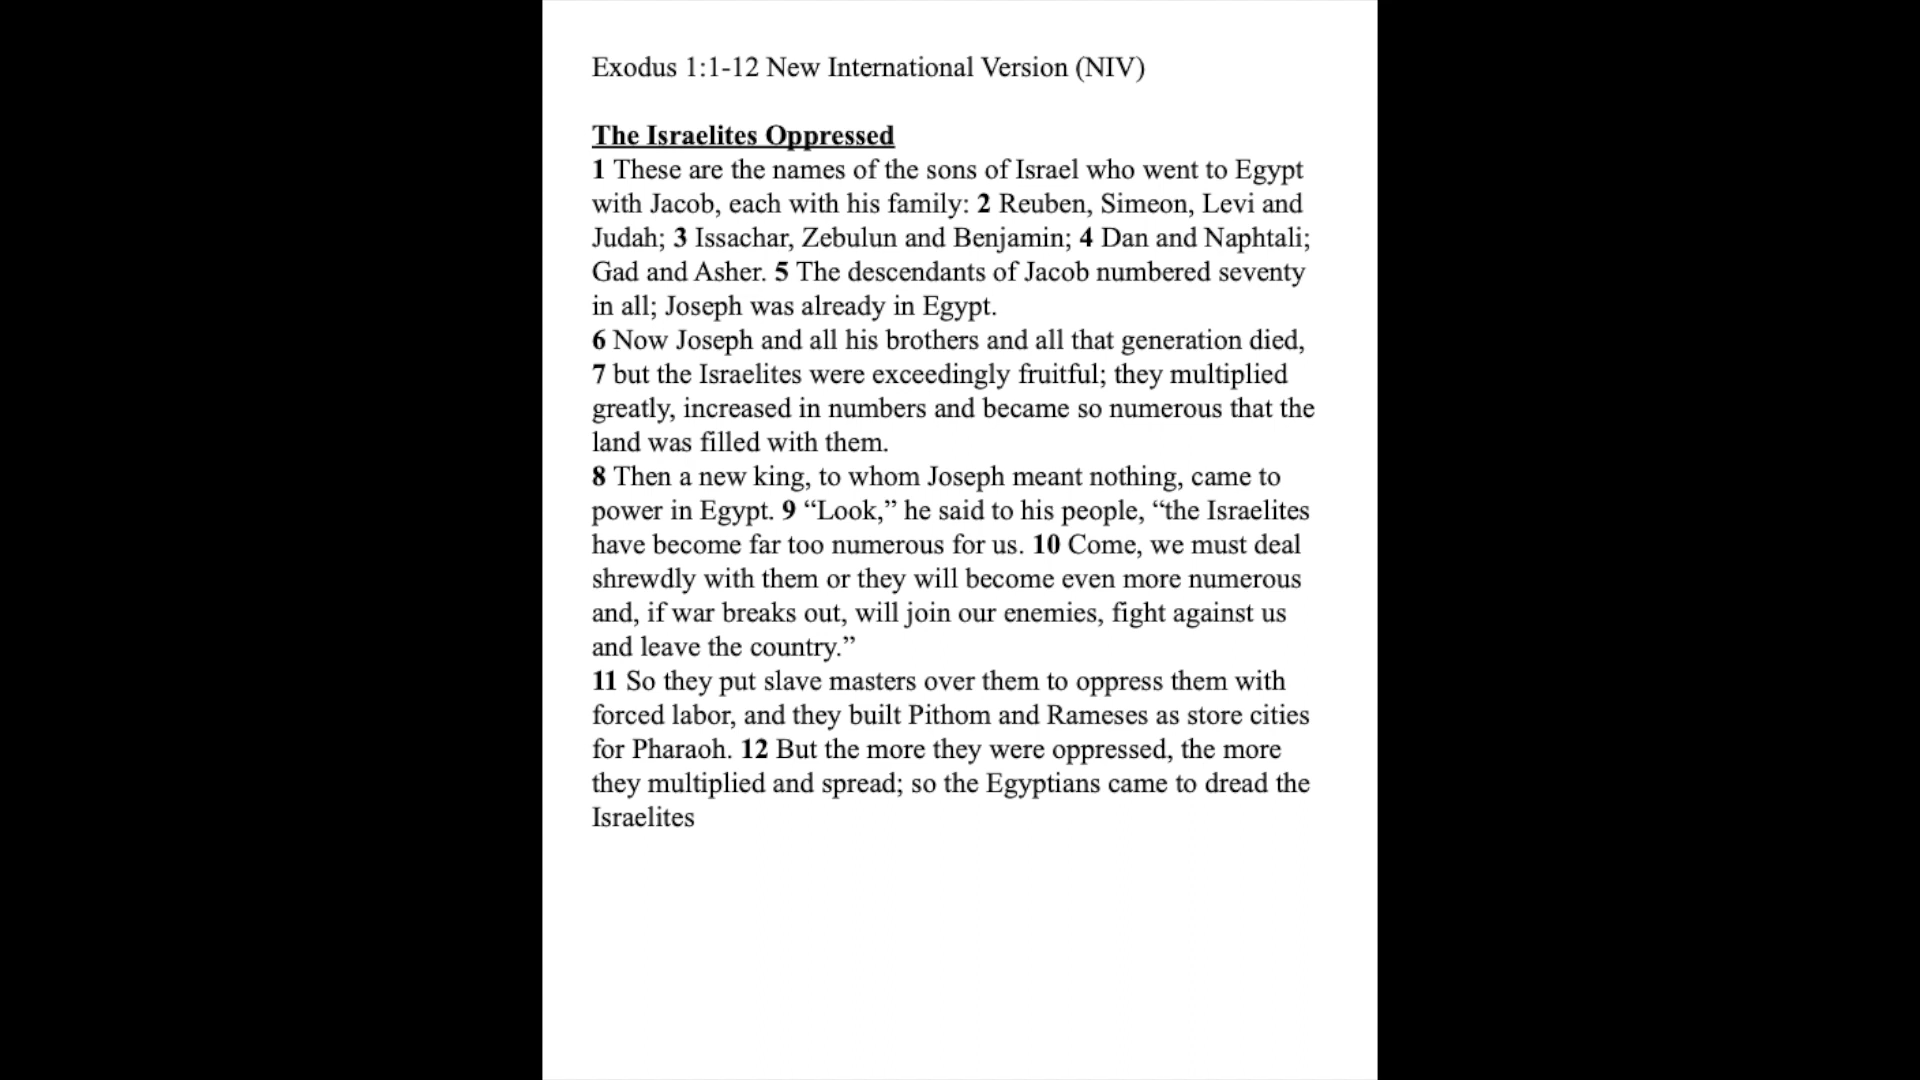 Exodus 1:1-12 New International Version (NIV)
The Israelites Oppressed
1 These are the names of the sons of Israel who went to Egypt
with Jacob, each with his family: 2 Reuben, Simeon, Levi and
Judah; 3 Issachar, Zebulun and Benjamin; 4 Dan and Naphtali;
Gad and Asher. 5 The descendants of Jacob numbered seventy
in all; Joseph was already in Egypt.
6 Now Joseph and all his brothers and all that generation died,
7 but the Israelites were exceedingly fruitful; they multiplied
greatly, increased in numbers and became so numerous that the
land was filled with them.
8 Then a new king, to whom Joseph meant nothing, came to
power in Egypt. 9 “Look,” he said to his people, “the Israelites
have become far too numerous for us. 10 Come, we must deal
shrewdly with them or they will become even more numerous
and, if war breaks out, will join our enemies, fight against us
and leave the country.”
11 So they put slave masters over them to oppress them with
forced labor, and they built Pithom and Rameses as store cities
for Pharaoh. 12 But the more they were oppressed, the more
they multiplied and spread; so the Egyptians came to dread the
Israelites